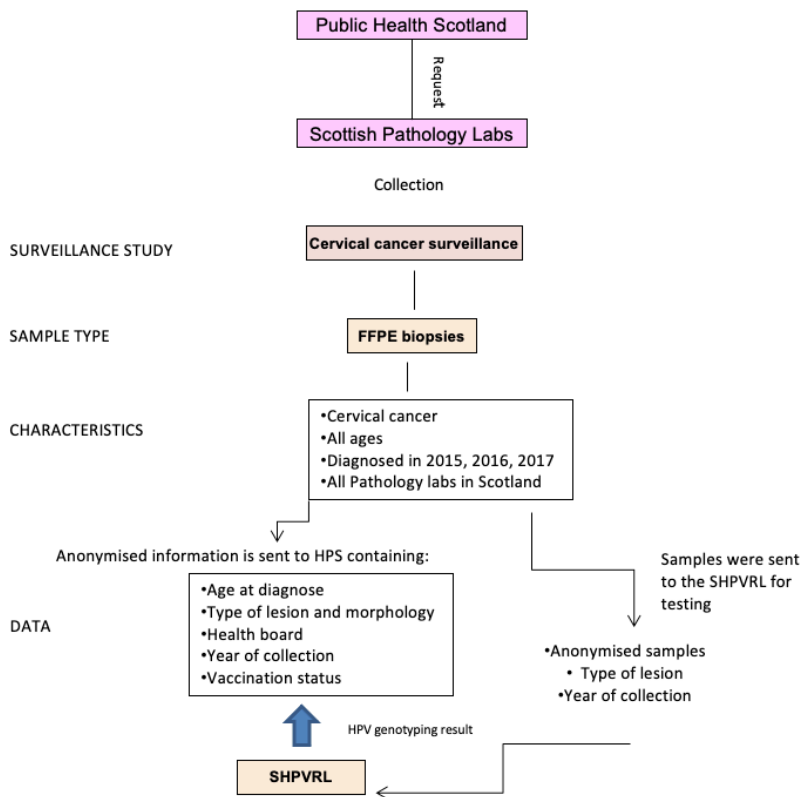 Public Health Scotland
Request
Scottish Pathology Labs
Collection
SURVEILLANCE STUDY
Cervical cancer surveillance
SAMPLE TYPE
FFPE biopsies
CHARACTERISTICS
•Cervical cancer
•All ages
•Diagnosed in 2015, 2016, 2017
•All Pathology labs in Scotland
Anonymised information is sent to HPS containing:
DATA
•Age at diagnose
•Type of lesion and morphology
•Health board
•Year of collection
•Vaccination status
Samples were sent
to the SHPVRL for
testing
•Anonymised samples
• Type of lesion
•Year of collection
HPV genotyping result
SHPVRL